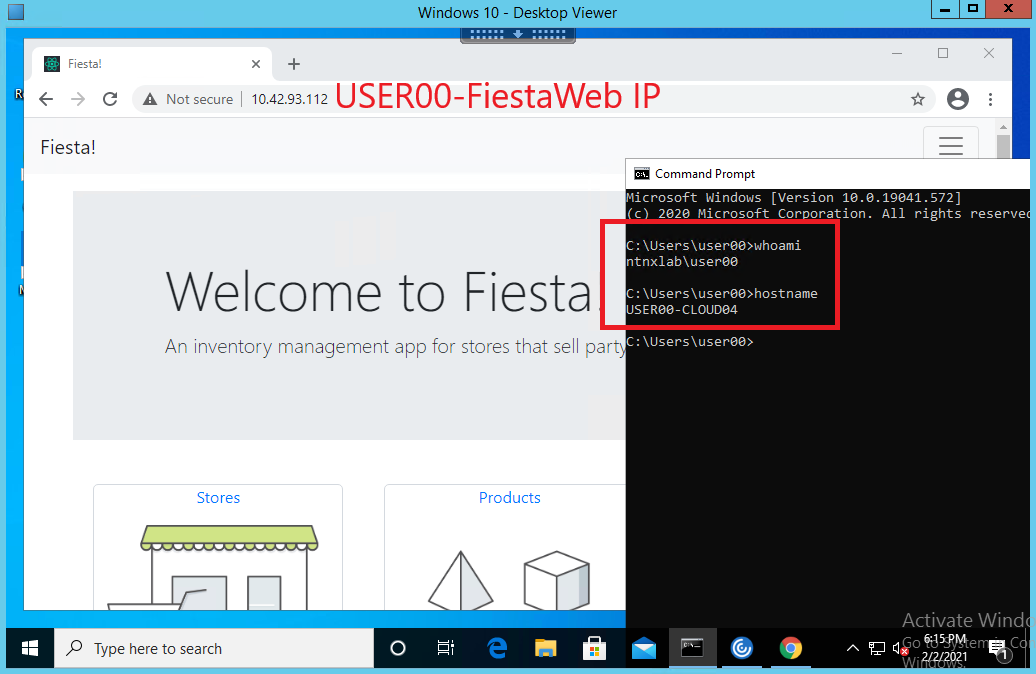 Windows 10 - Desktop Viewer
Fiesta!
Not secure
10.42.93.112
USER00-FiestaWeb IP
Fiesta!
Welcome to Fiesta.
An inventory management app for stores that sell party
Stores
Products
Command Prompt
Microsoft Windows [Version 10.0.19041.572]
(c) 2020 Microsoft Corporation. All rights reserved
C:\Users\user00>whoami
ntnxlab\user00
C:\Users\user00>hostname
USER00-CLOUD04
C:\Users\user00>
Activate Windo
Go to System in Con
Windows.
Type here to search
6:15 PM
2/2/2021
1